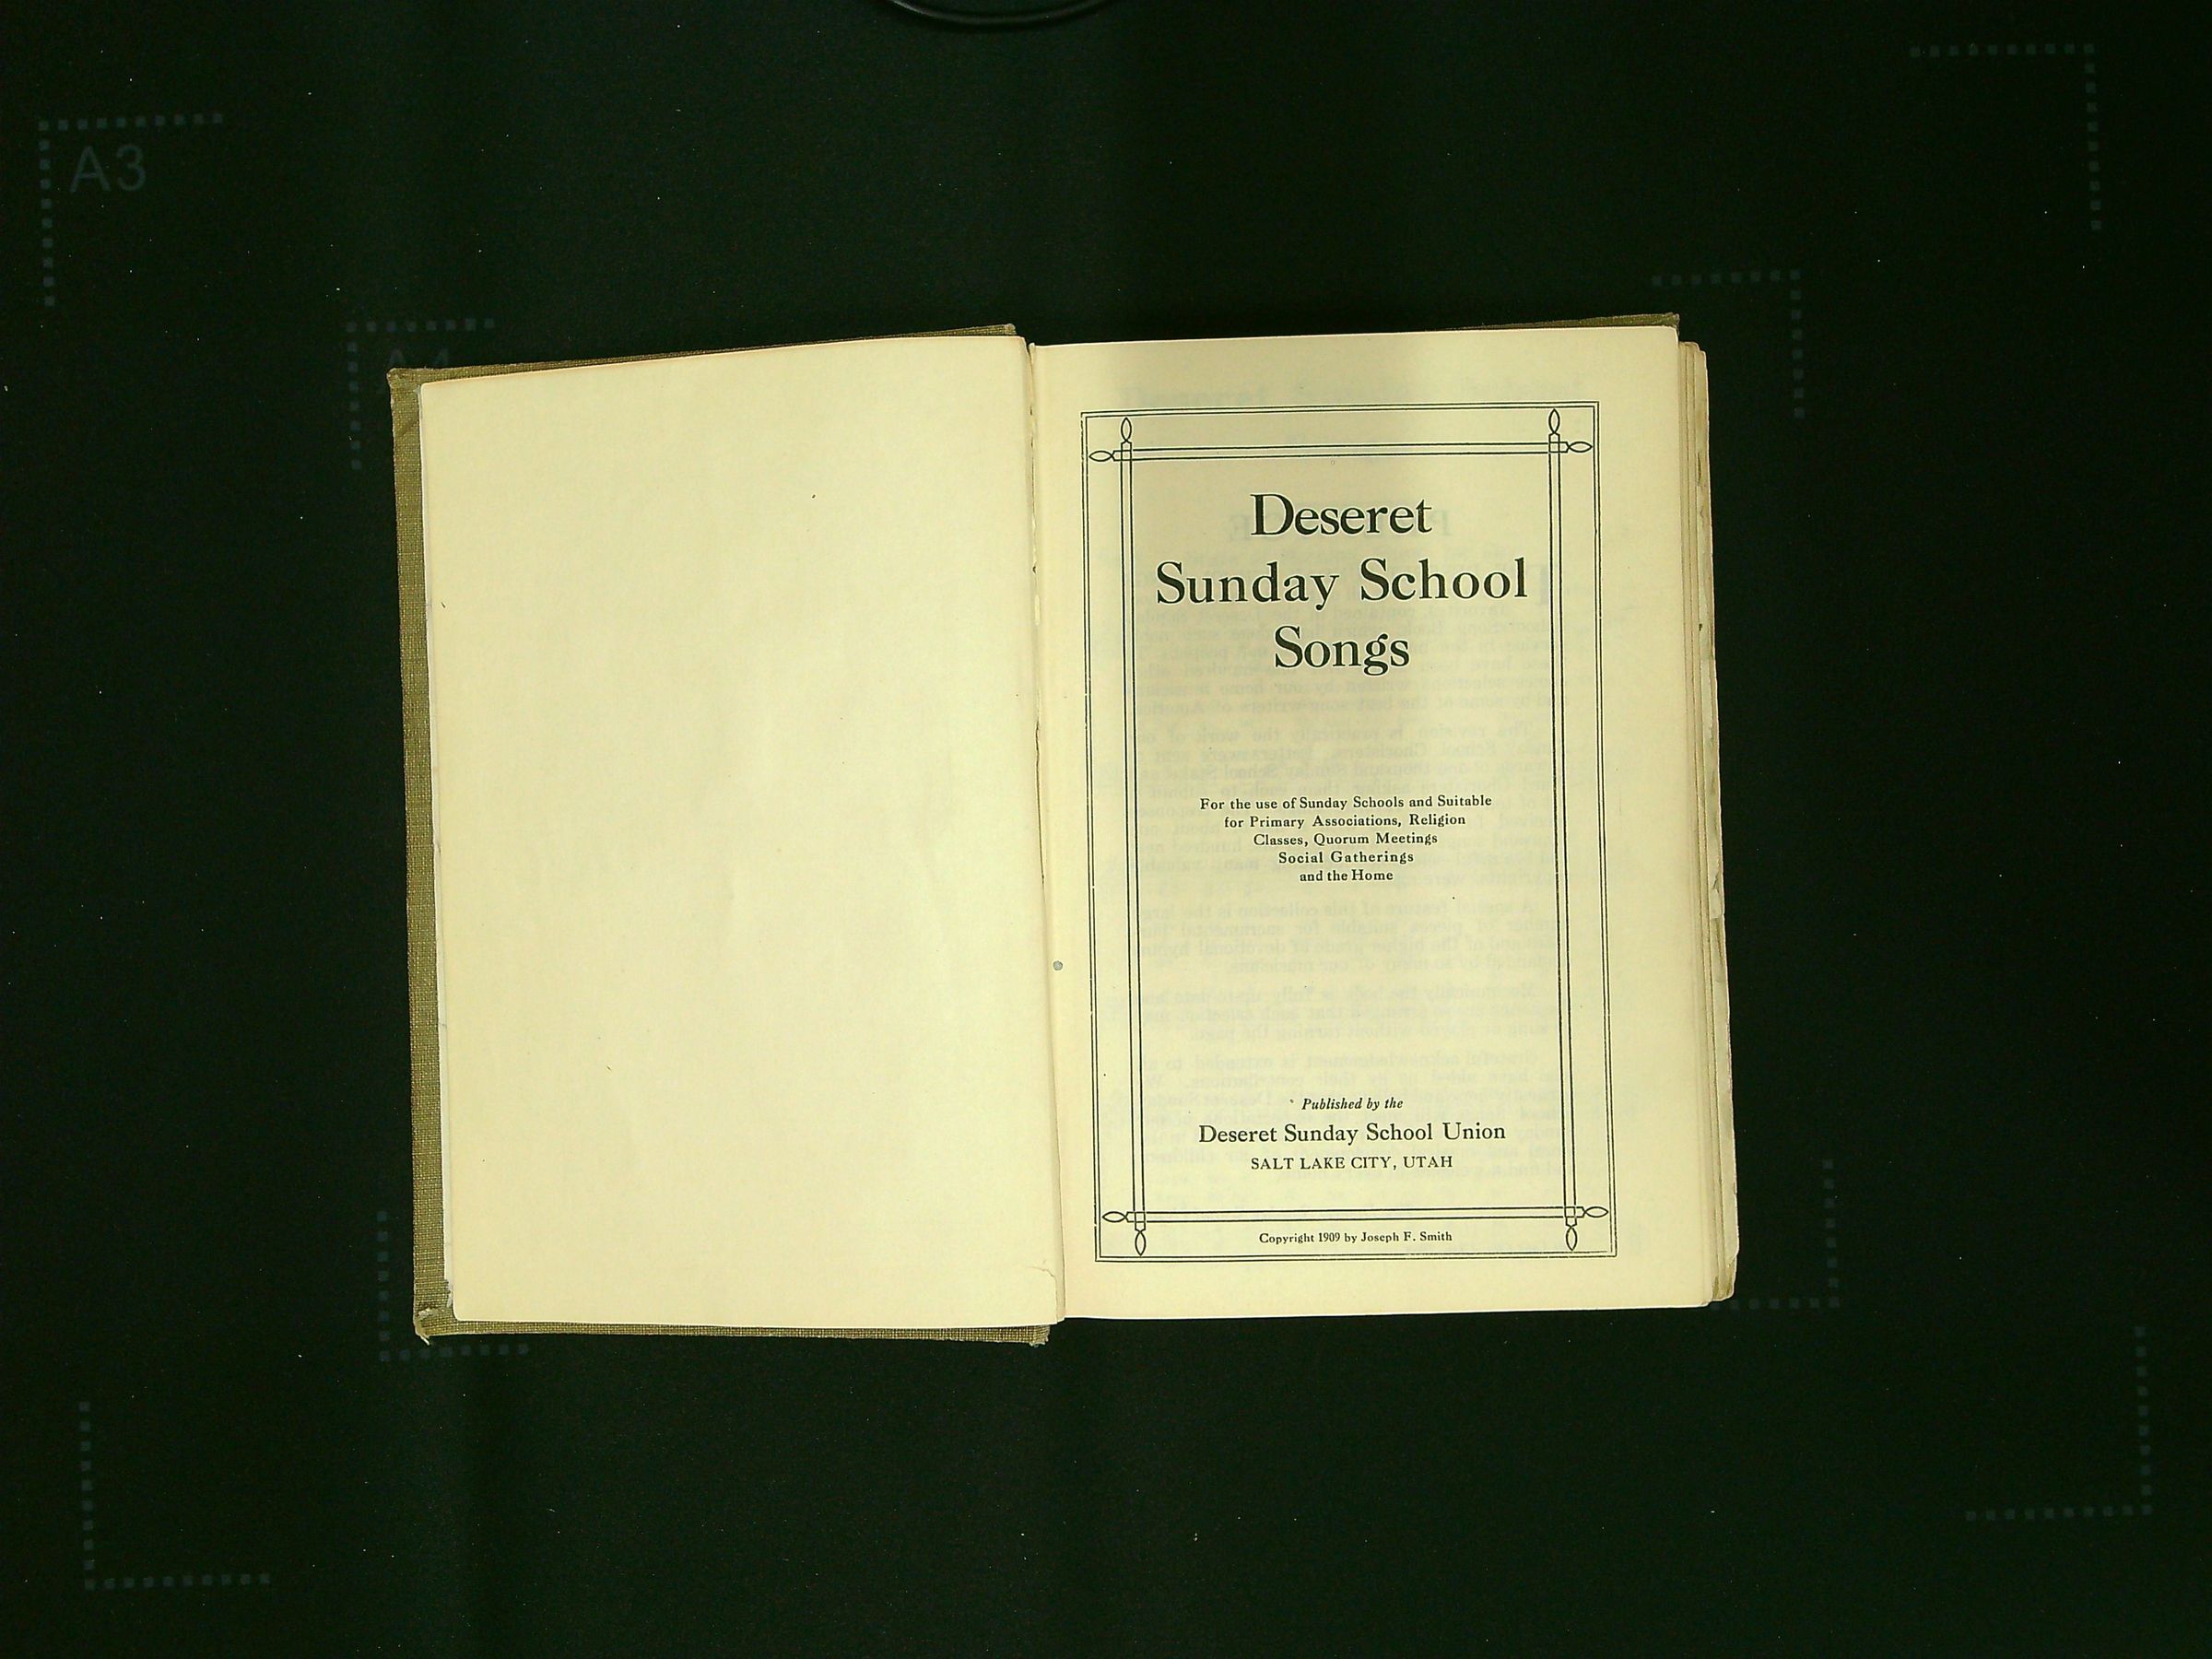 A3
A4
Deseret
Sunday School
Songs
For the use of Sunday Schools and Suitable
for Primary Associations, Religion
Classes, Quorum Meetings
Social Gatherings
and the Home
Published by the
Deseret Sunday School Union
SALT LAKE CITY, UTAH
Copyright 1909 by Joseph F. Smith